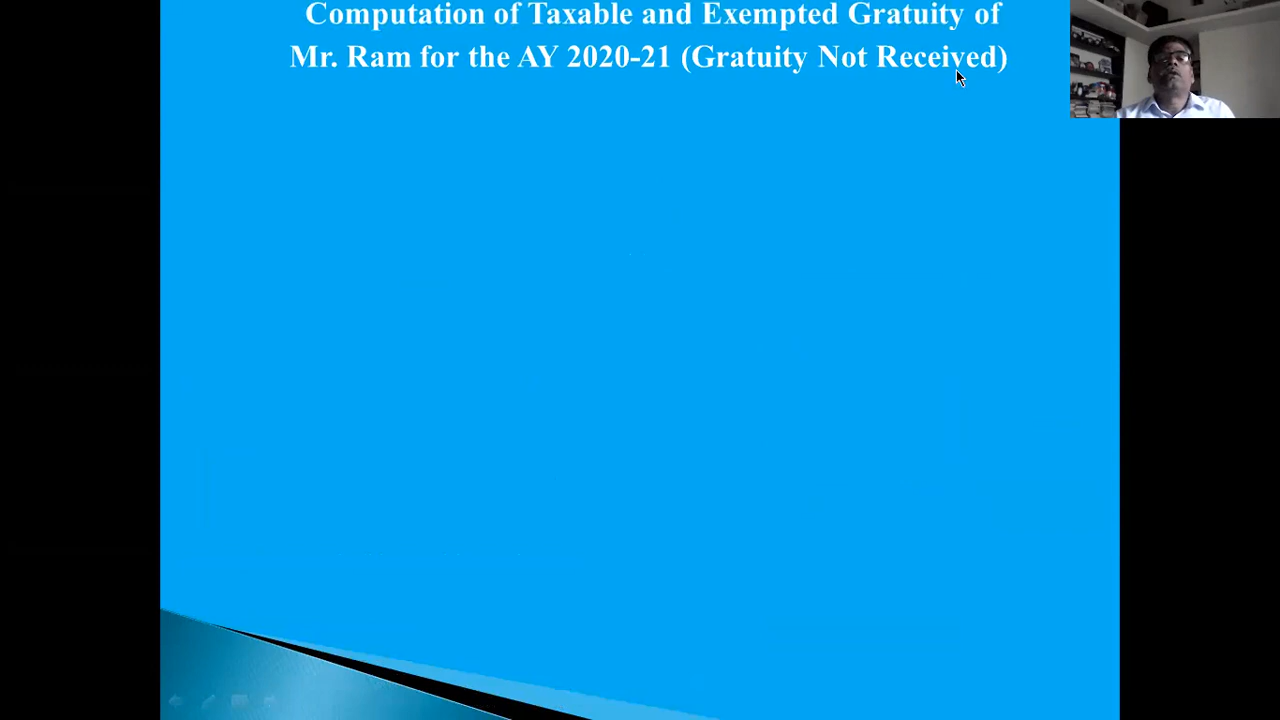 Computation of Taxable and Exempted Gratuity of
Mr. Ram for the AY 2020-21 (Gratuity Not Received)